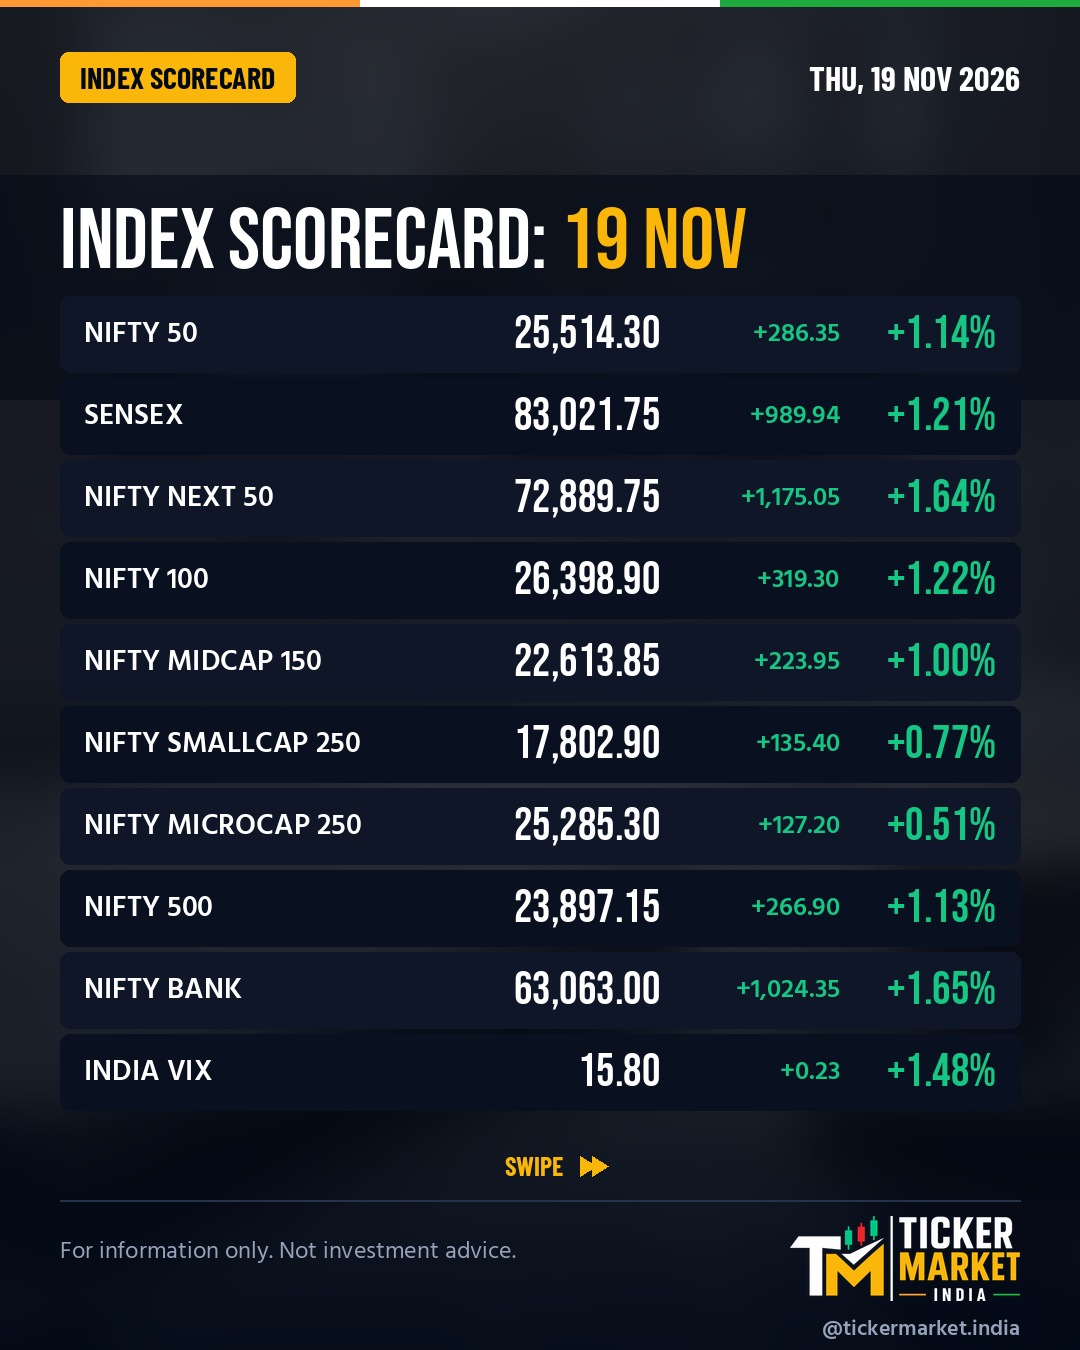 INDEX SCORECARD
THU, 19 NOV 2026
INDEX SCORECARD: 19 NOV
NIFTY 50 25,514.30 +286.35 +1.14%
SENSEX 83,021.75 +989.94 +1.21%
NIFTY NEXT 50 72,889.75 +1,175.05 +1.64%
NIFTY 100 26,398.90 +319.30 +1.22%
NIFTY MIDCAP 150 22,613.85 +223.95 +1.00%
NIFTY SMALLCAP 250 17,802.90 +135.40 +0.77%
NIFTY MICROCAP 250 25,285.30 +127.20 +0.51%
NIFTY 500 23,897.15 +266.90 +1.13%
NIFTY BANK 63,063.00 +1,024.35 +1.65%
INDIA VIX 15.80 +0.23 +1.48%
SWIPE
For information only. Not investment advice.
TM
TICKER
MARKET
INDIA
@tickermarket.india